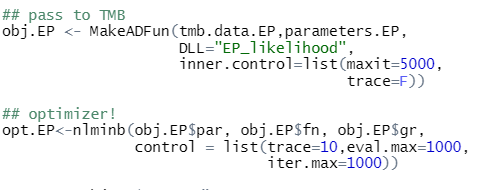 ## pass to TMB
obj.EP <- MakeADFun(tmb.data.EP,parameters.EP,
DLL="EP_likelihood",
inner.control=list(maxit=5000,
trace=F))
## optimizer!
opt.EP<-nlminb(obj.EP$par, obj.EP$fn, obj.EP$gr,
control = list(trace=10,eval.max=1000,
iter.max=1000))